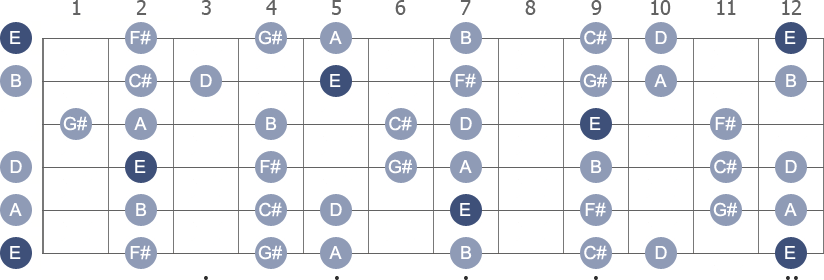 1 2 3 4 5 6 7 8 9 10 11 12
E F# G# A B C# D E
B C# D E F# G# A B
G# A B C# D E F#
D E F# G# A B C# D
A B C# D E F# G# A
E F# G# A B C# D E